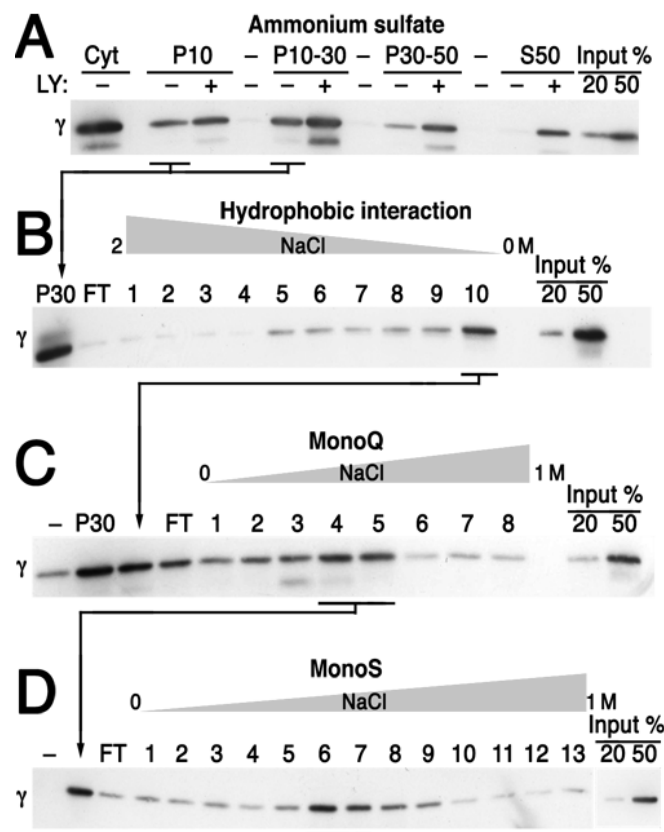 A
Ammonium sulfate
Cyt P10 – P10-30 – P30-50 – S50 Input %
LY: – – + – – + – – + – – + 20 50
γ
B
Hydrophobic interaction
2 NaCl 0 M
Input %
P30 FT 1 2 3 4 5 6 7 8 9 10 20 50
γ
C
MonoQ
0 NaCl 1 M
Input %
– P30 FT 1 2 3 4 5 6 7 8 20 50
γ
D
MonoS
0 NaCl 1 M
Input %
– FT 1 2 3 4 5 6 7 8 9 10 11 12 13 20 50
γ